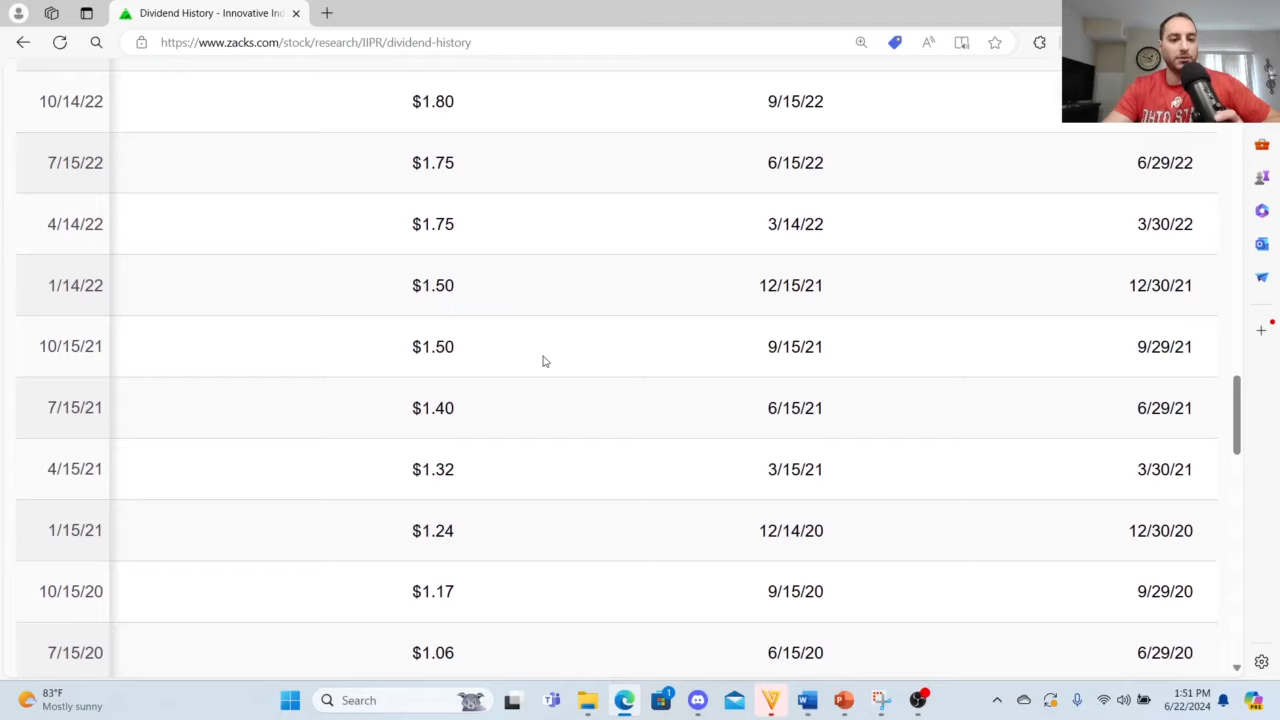 Dividend History - Innovative Ind
https://www.zacks.com/stock/research/IIPR/dividend-history
10/14/22 $1.80 9/15/22
7/15/22 $1.75 6/15/22 6/29/22
4/14/22 $1.75 3/14/22 3/30/22
1/14/22 $1.50 12/15/21 12/30/21
10/15/21 $1.50 9/15/21 9/29/21
7/15/21 $1.40 6/15/21 6/29/21
4/15/21 $1.32 3/15/21 3/30/21
1/15/21 $1.24 12/14/20 12/30/20
10/15/20 $1.17 9/15/20 9/29/20
7/15/20 $1.06 6/15/20 6/29/20
OHIO STATE
83°F
Mostly sunny
Search
1
1:51 PM
6/22/2024
PRE